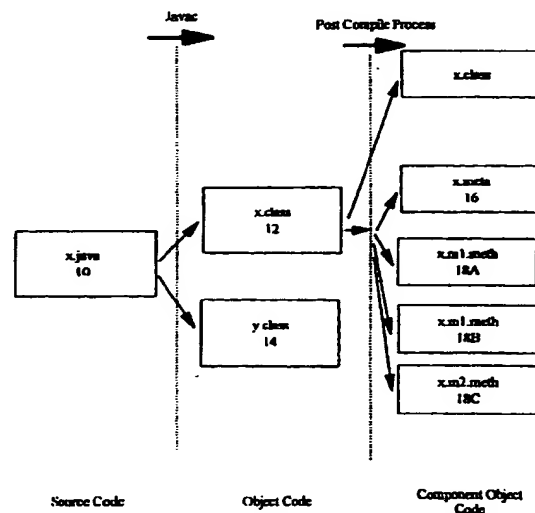 Javac
Post Compile Process
x.class
x.meta
16
x.class
12
x.java
10
x.m1.meth
18A
y.class
14
x.m1.meth
18B
x.m2.meth
18C
Source Code
Object Code
Component Object
Code